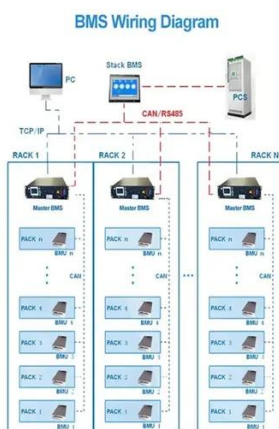 BMS Wiring Diagram
PC
Stack BMS
PCS
CAN/RS485
TCP/IP
RACK 1
RACK 2
RACK N
Master BMS
Master BMS
Master BMS
PACK n
BMU n
CAN
PACK n
BMU n
CAN
PACK n
BMU n
CAN
PACK 4
BMU 4
PACK 4
BMU 4
PACK 4
BMU 4
PACK 3
BMU 3
PACK 3
BMU 3
PACK 3
BMU 3
PACK 2
BMU 2
PACK 2
BMU 2
PACK 2
BMU 2
PACK 1
BMU 1
PACK 1
BMU 1
PACK 1
BMU 1